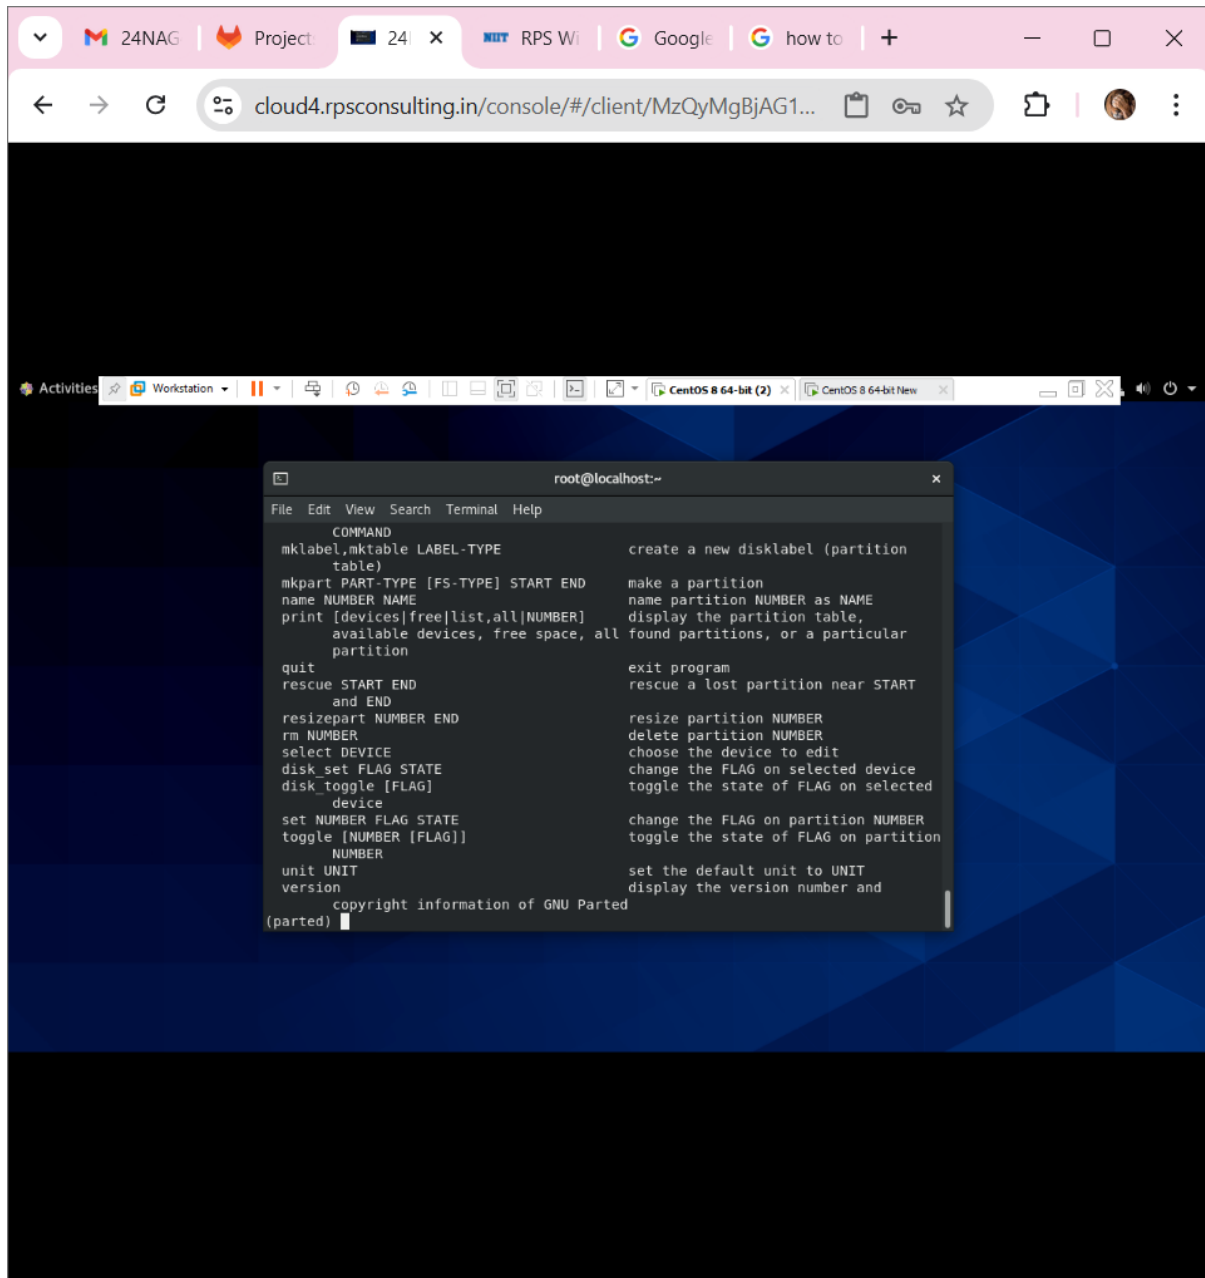 24NAG
Project
24
NIIT RPS Wi
Google
how to
cloud4.rpsconsulting.in/console/#/client/MzQyMgBjAG1...
Activities
Workstation
CentOS 8 64-bit (2)
CentOS 8 64-bit New
root@localhost:~
File Edit View Search Terminal Help
COMMAND
mklabel,mktable LABEL-TYPE create a new disklabel (partition
table)
mkpart PART-TYPE [FS-TYPE] START END make a partition
name NUMBER NAME name partition NUMBER as NAME
print [devices|free|list,all|NUMBER] display the partition table,
available devices, free space, all found partitions, or a particular
partition
quit exit program
rescue START END rescue a lost partition near START
and END
resizepart NUMBER END resize partition NUMBER
rm NUMBER delete partition NUMBER
select DEVICE choose the device to edit
disk_set FLAG STATE change the FLAG on selected device
disk_toggle [FLAG] toggle the state of FLAG on selected
device
set NUMBER FLAG STATE change the FLAG on partition NUMBER
toggle [NUMBER [FLAG]] toggle the state of FLAG on partition
NUMBER
unit UNIT set the default unit to UNIT
version display the version number and
copyright information of GNU Parted
(parted)